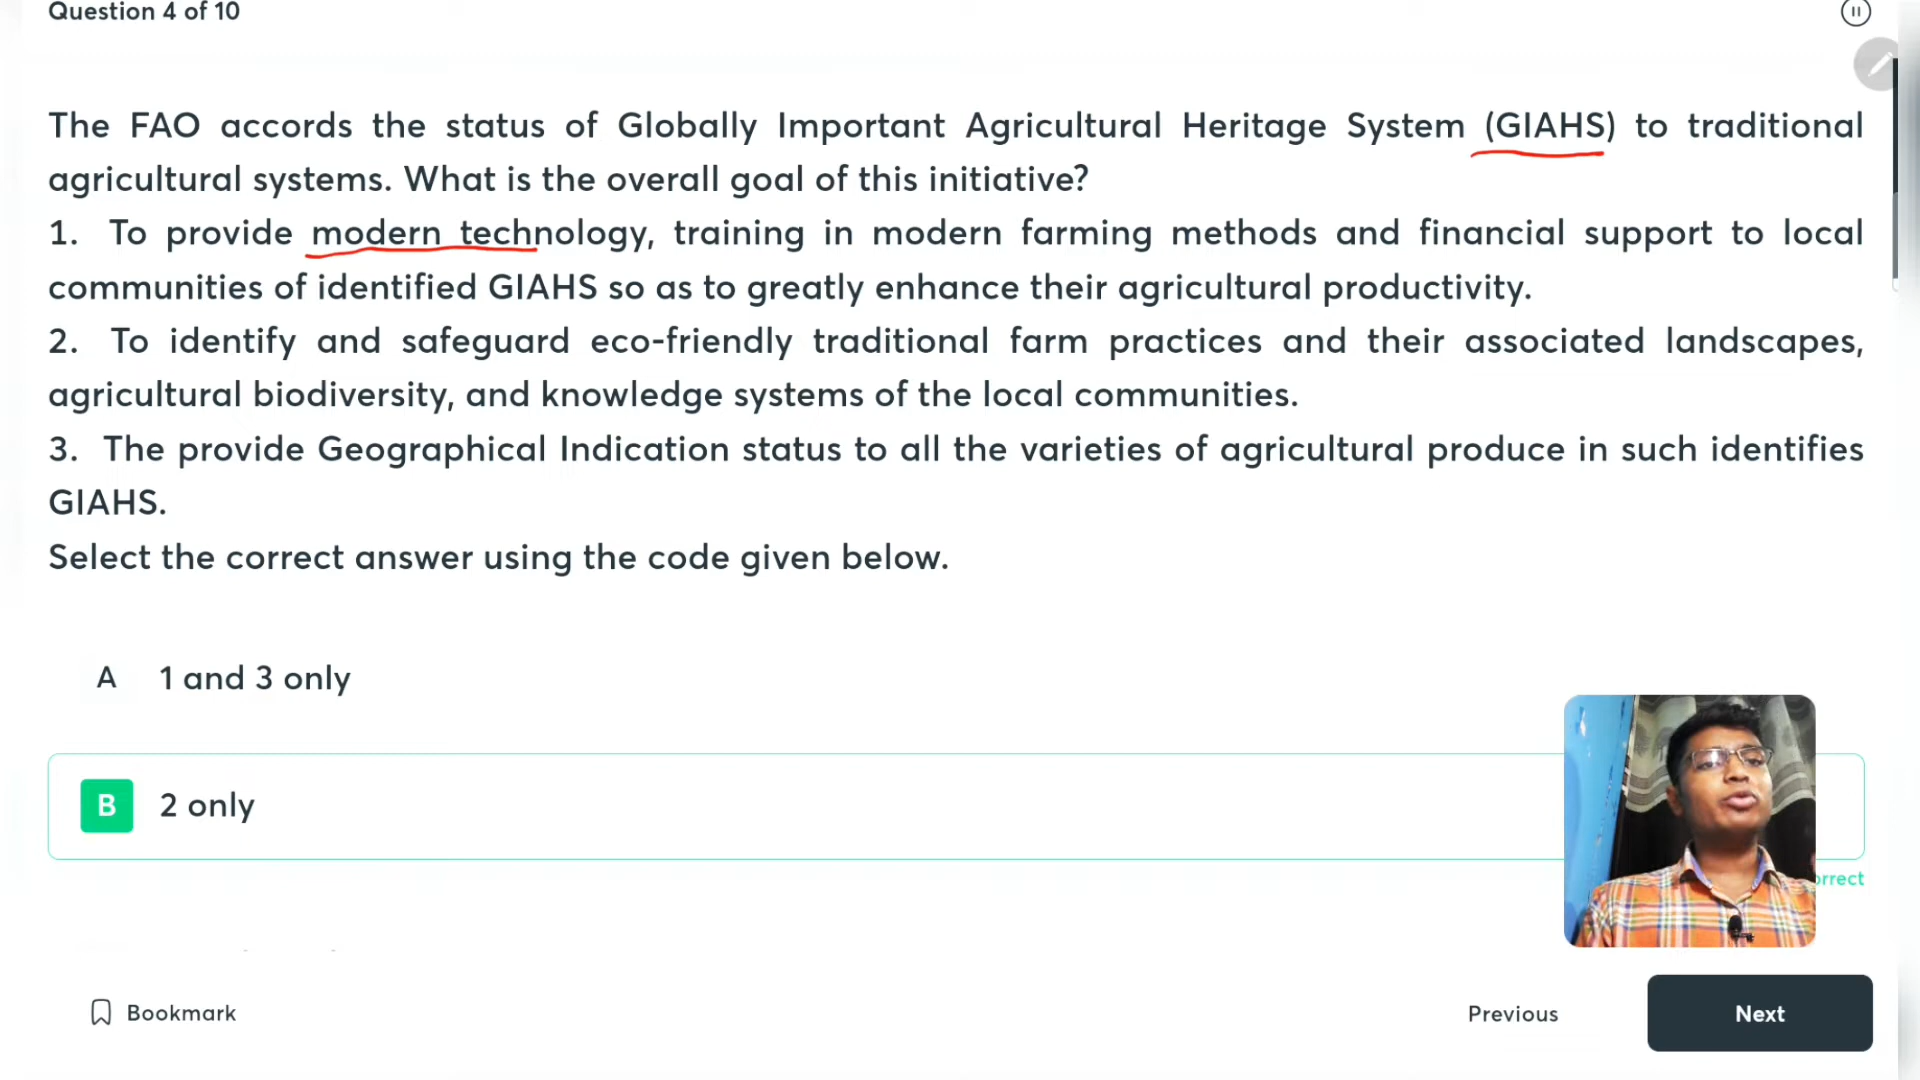 Question 4 of 10
The FAO accords the status of Globally Important Agricultural Heritage System (GIAHS) to traditional
agricultural systems. What is the overall goal of this initiative?
1. To provide modern technology, training in modern farming methods and financial support to local
communities of identified GIAHS so as to greatly enhance their agricultural productivity.
2. To identify and safeguard eco-friendly traditional farm practices and their associated landscapes,
agricultural biodiversity, and knowledge systems of the local communities.
3. The provide Geographical Indication status to all the varieties of agricultural produce in such identifies
GIAHS.
Select the correct answer using the code given below.
A 1 and 3 only
B 2 only
Bookmark
Previous
Next